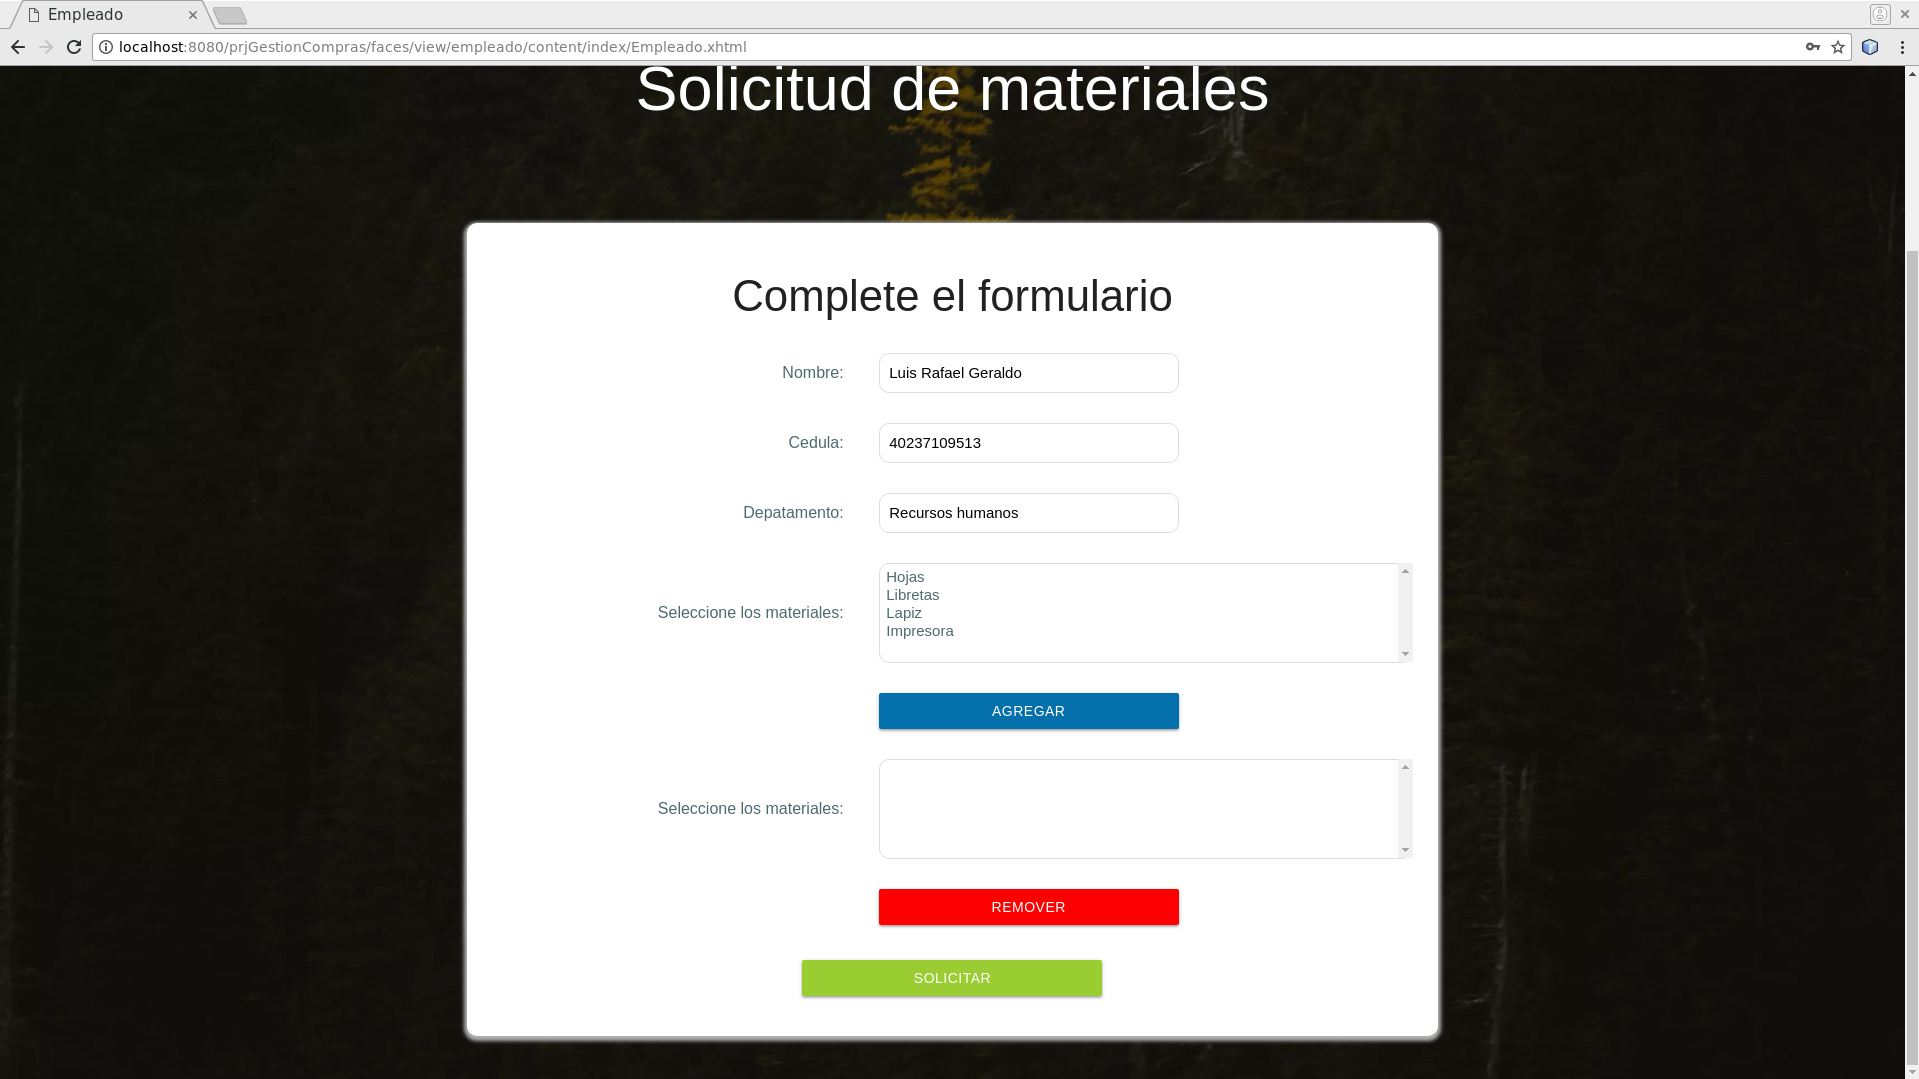 Empleado
localhost:8080/prjGestionCompras/faces/view/empleado/content/index/Empleado.xhtml
Solicitud de materiales
Complete el formulario
Nombre: Luis Rafael Geraldo
Cedula: 40237109513
Depatamento: Recursos humanos
Seleccione los materiales:
Hojas
Libretas
Lapiz
Impresora
AGREGAR
Seleccione los materiales:
REMOVER
SOLICITAR